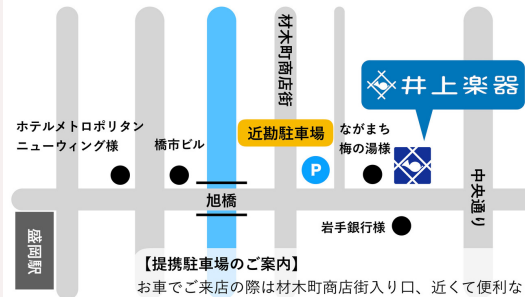 材木町商店街
井上楽器
ホテルメトロポリタン
ニューウィング様
橋市ビル
近勘駐車場
ながまち
梅の湯様
P
中央通り
旭橋
岩手銀行様
盛岡駅
【提携駐車場のご案内】
お車でご来店の際は材木町商店街入り口、近くて便利な